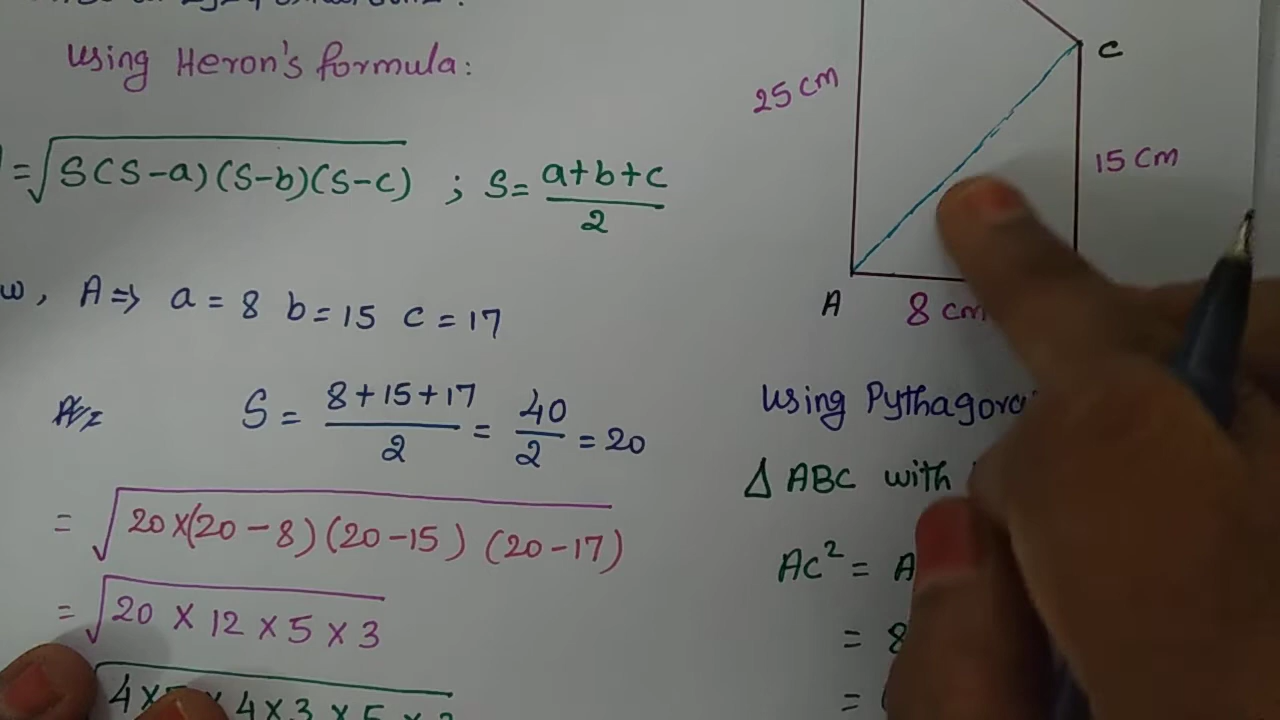 Using Heron's formula:
= √S(S-a)(S-b)(S-c) ; S= a+b+c / 2
w, A⇒ a = 8 b=15 c=17
S = 8+15+17 / 2 = 40 / 2 = 20
= √20×(20-8)(20-15) (20-17)
= √20 × 12 × 5 × 3
C
25 cm
15 cm
A
8 cm
Using
Δ ABC with
AC² = A
= 8
=